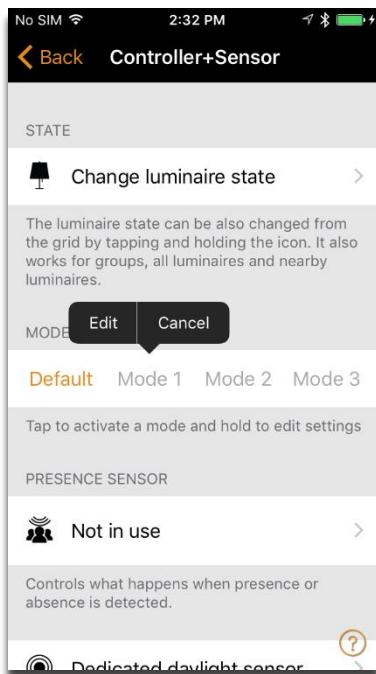 No SIM 2:32 PM
Back Controller+Sensor
STATE
Change luminaire state
The luminaire state can be also changed from
the grid by tapping and holding the icon. It also
works for groups, all luminaires and nearby
luminaires.
Edit Cancel
MODE
Default Mode 1 Mode 2 Mode 3
Tap to activate a mode and hold to edit settings
PRESENCE SENSOR
Not in use
Controls what happens when presence or
absence is detected.
?
Dedicated daylight sensor